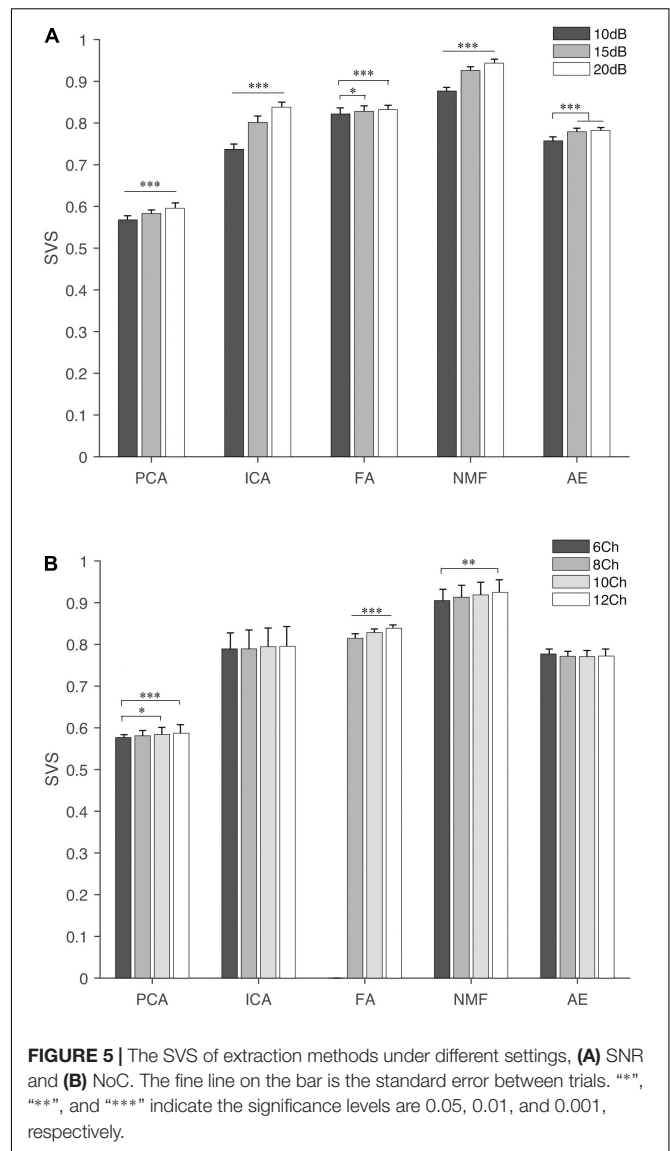 A
10dB
15dB
20dB
SVS
1
0.9
0.8
0.7
0.6
0.5
0.4
0.3
0.2
0.1
0
***
***
***
*
***
***
PCA ICA FA NMF AE
B
6Ch
8Ch
10Ch
12Ch
SVS
1
0.9
0.8
0.7
0.6
0.5
0.4
0.3
0.2
0.1
0
***
*
***
**
PCA ICA FA NMF AE
FIGURE 5 | The SVS of extraction methods under different settings, (A) SNR
and (B) NoC. The fine line on the bar is the standard error between trials. “*”,
“**”, and “***” indicate the significance levels are 0.05, 0.01, and 0.001,
respectively.